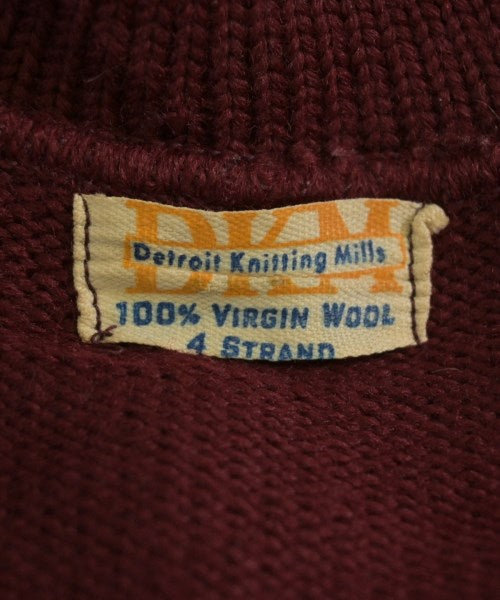 DKM
Detroit Knitting Mills
100% VIRGIN WOOL
4 STRAND